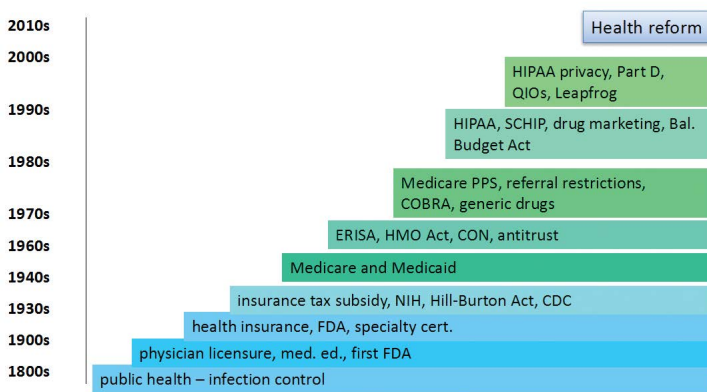 2010s
Health reform
2000s
HIPAA privacy, Part D,
QIOs, Leapfrog
1990s
HIPAA, SCHIP, drug marketing, Bal.
Budget Act
1980s
Medicare PPS, referral restrictions,
COBRA, generic drugs
1970s
ERISA, HMO Act, CON, antitrust
1960s
Medicare and Medicaid
1940s
insurance tax subsidy, NIH, Hill-Burton Act, CDC
1930s
health insurance, FDA, specialty cert.
1900s
physician licensure, med. ed., first FDA
1800s
public health – infection control